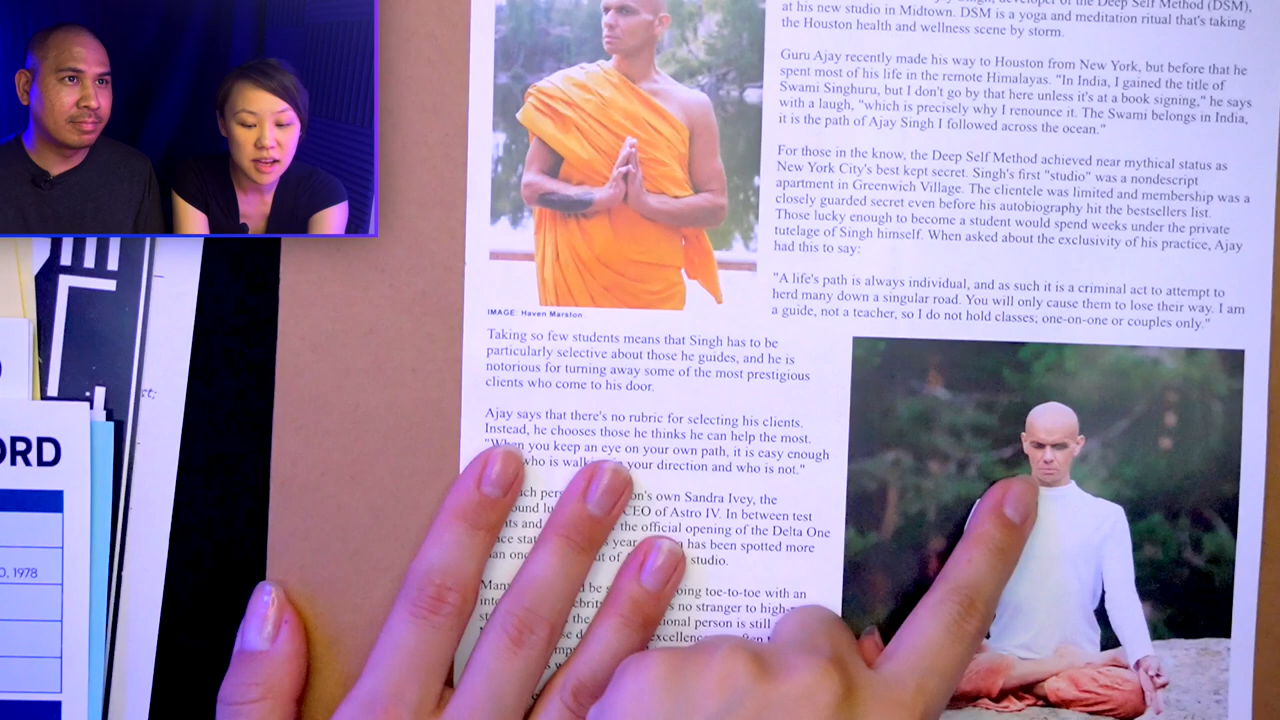 at his new studio in Midtown. DSM is a yoga and meditation ritual that's taking
the Houston health and wellness scene by storm.
Guru Ajay recently made his way to Houston from New York, but before that he
spent most of his life in the remote Himalayas. "In India, I gained the title of
Swami Singhuru, but I don't go by that here unless it's at a book signing," he says
with a laugh, "which is precisely why I renounce it. The Swami belongs in India,
it is the path of Ajay Singh I followed across the ocean."
For those in the know, the Deep Self Method achieved near mythical status as
New York City's best kept secret. Singh's first "studio" was a nondescript
apartment in Greenwich Village. The clientele was limited and membership was a
closely guarded secret even before his autobiography hit the bestsellers list.
Those lucky enough to become a student would spend weeks under the private
tutelage of Singh himself. When asked about the exclusivity of his practice, Ajay
had this to say:
"A life's path is always individual, and as such it is a criminal act to attempt to
herd many down a singular road. You will only cause them to lose their way. I am
a guide, not a teacher, so I do not hold classes; one-on-one or couples only."
IMAGE: Haven Marston
Taking so few students means that Singh has to be
particularly selective about those he guides, and he is
notorious for turning away some of the most prestigious
clients who come to his door.
Ajay says that there's no rubric for selecting his clients.
Instead, he chooses those he thinks he can help the most.
"When you keep an eye on your own path, it is easy enough
who is your direction and who is not."
own Sandra Ivey, the
CEO of Astro IV. In between test
and the official opening of the Delta One
has been spotted more
studio.
toe-to-toe with an
no stranger to
person is still
0, 1978